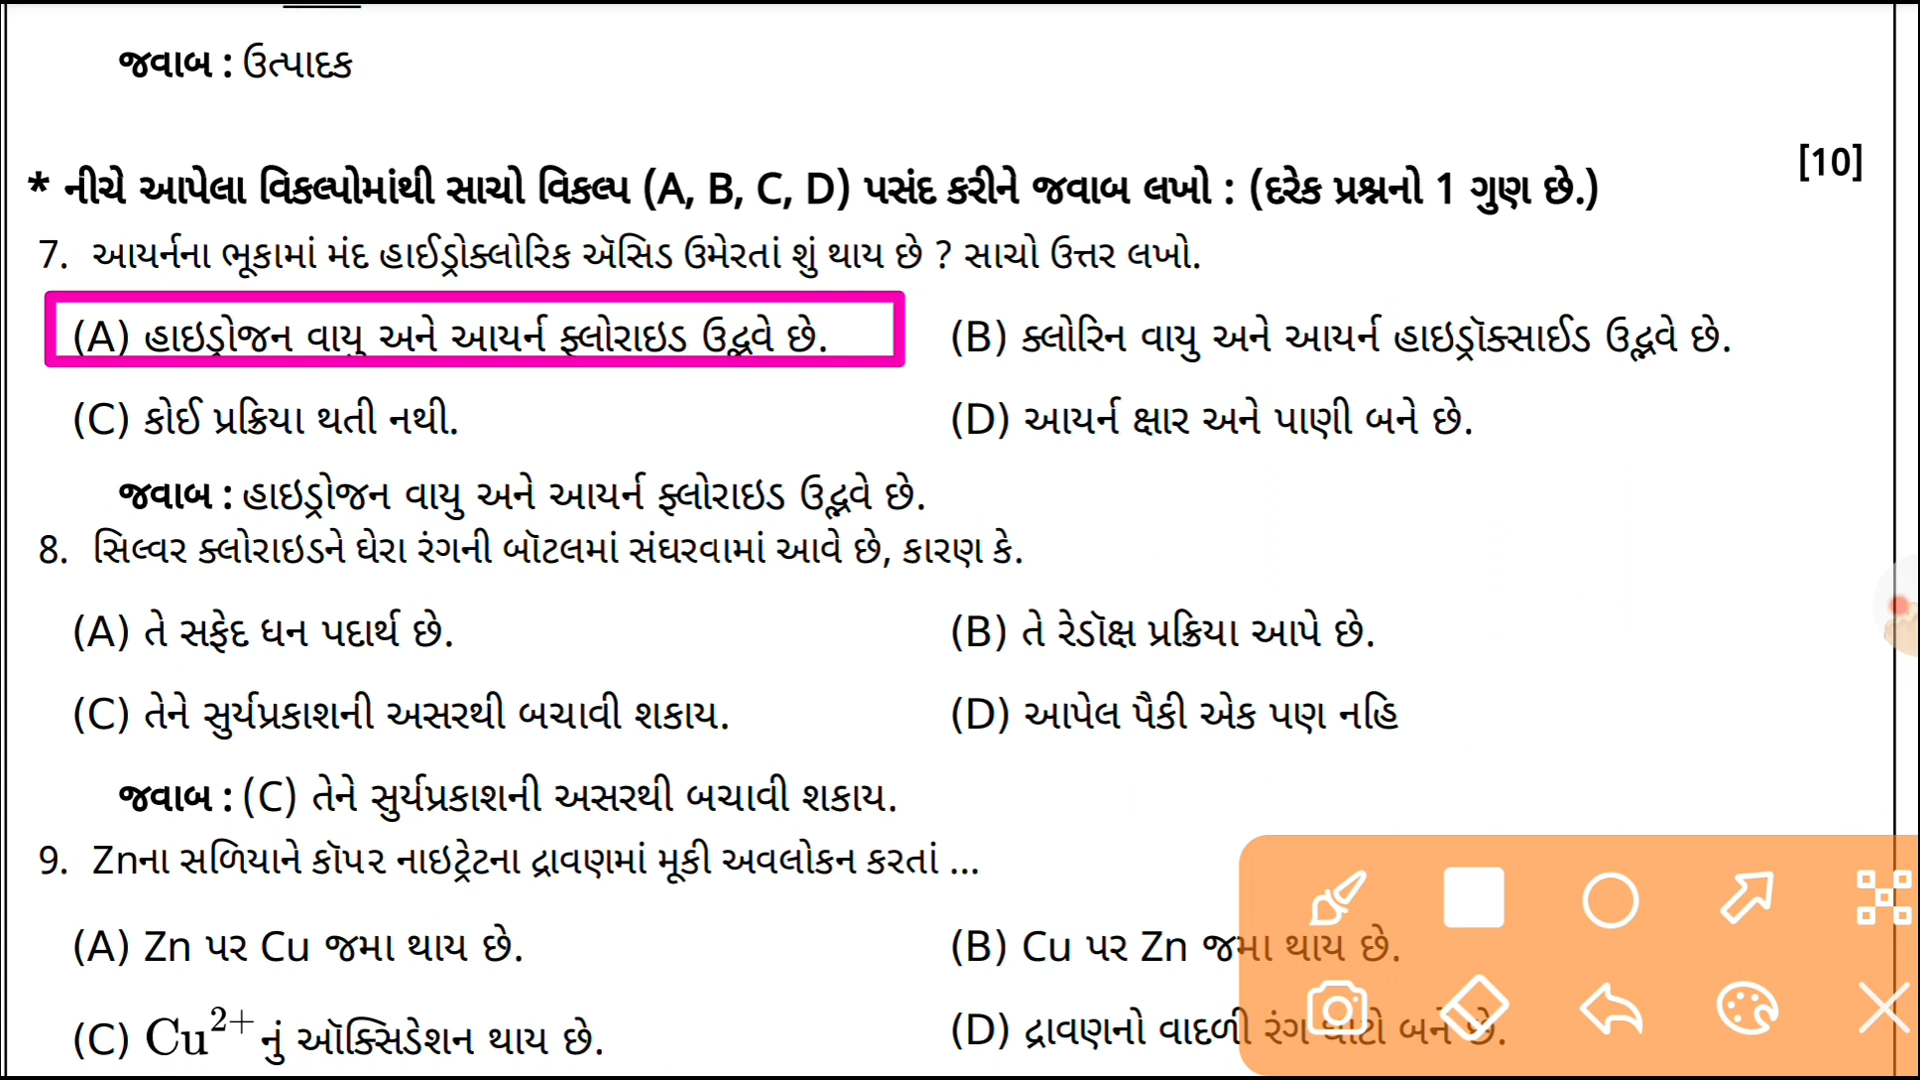 જવાબ : ઉત્પાદક
[10]
* નીચે આપેલા વિકલ્પોમાંથી સાચો વિકલ્પ (A, B, C, D) પસંદ કરીને જવાબ લખો : (દરેક પ્રશ્નનો 1 ગુણ છે.)
7. આયર્નના ભૂકામાં મંદ હાઈડ્રોક્લોરિક ઍસિડ ઉમેરતાં શું થાય છે ? સાચો ઉત્તર લખો.
(A) હાઇડ્રોજન વાયુ અને આયર્ન ફ્લોરાઇડ ઉદ્ભવે છે. (B) ક્લોરિન વાયુ અને આયર્ન હાઇડ્રૉક્સાઈડ ઉદ્ભવે છે.
(C) કોઈ પ્રક્રિયા થતી નથી. (D) આયર્ન ક્ષાર અને પાણી બને છે.
જવાબ : હાઇડ્રોજન વાયુ અને આયર્ન ફ્લોરાઇડ ઉદ્ભવે છે.
8. સિલ્વર ક્લોરાઇડને ઘેરા રંગની બૉટલમાં સંઘરવામાં આવે છે, કારણ કે.
(A) તે સફેદ ધન પદાર્થ છે. (B) તે રેડૉક્ષ પ્રક્રિયા આપે છે.
(C) તેને સુર્યપ્રકાશની અસરથી બચાવી શકાય. (D) આપેલ પૈકી એક પણ નહિ
જવાબ : (C) તેને સુર્યપ્રકાશની અસરથી બચાવી શકાય.
9. Znના સળિયાને કૉપર નાઇટ્રેટના દ્રાવણમાં મૂકી અવલોકન કરતાં ...
(A) Zn પર Cu જમા થાય છે. (B) Cu પર Zn જમા થાય છે.
(C) Cu²⁺ નું ઑક્સિડેશન થાય છે. (D) દ્રાવણનો વાદળી રંગ ઘાટો બને છે.